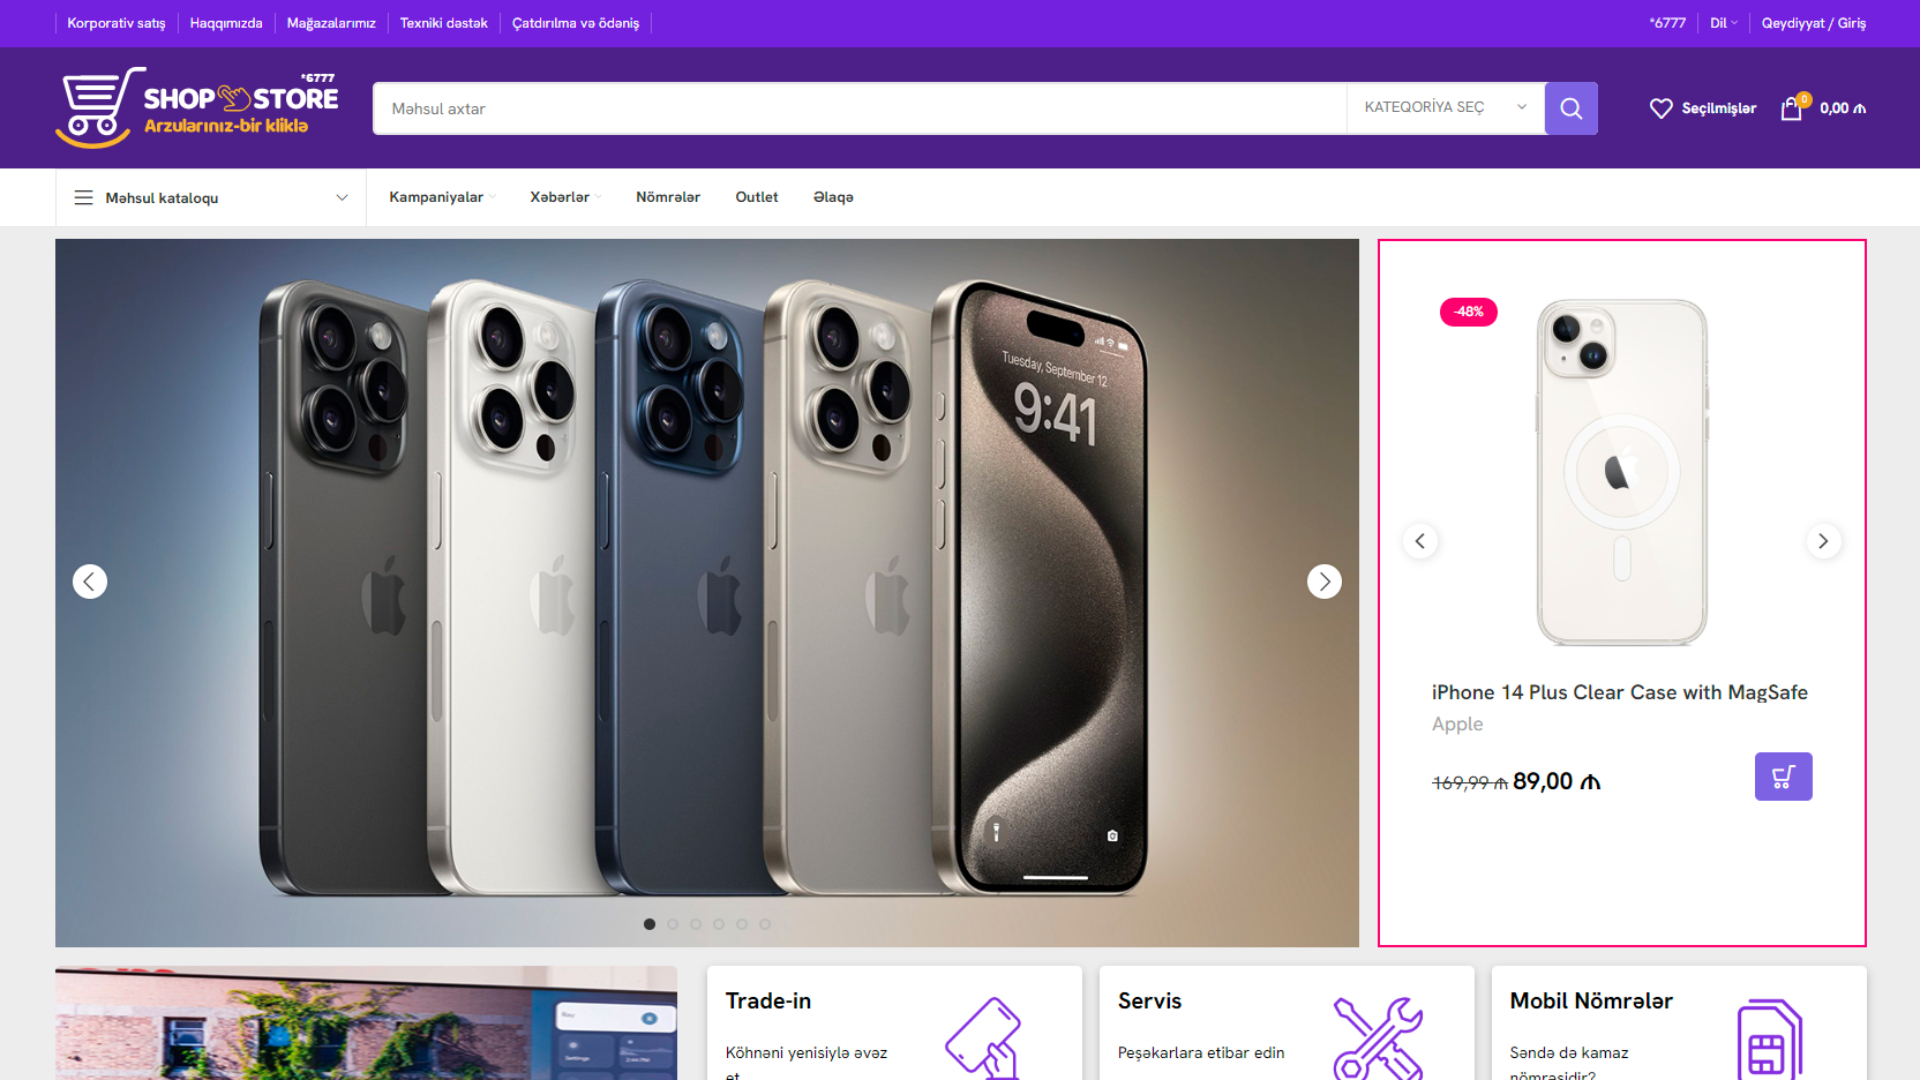 Korporativ satış
Haqqımızda
Mağazalarımız
Texniki dəstək
Çatdırılma və ödəniş
*6777
Dil
Qeydiyyat / Giriş
*6777
SHOP STORE
Arzularınız-bir kliklə
Məhsul axtar
KATEQORİYA SEÇ
Seçilmişlər
0
0,00 ₼
Məhsul kataloqu
Kampaniyalar
Xəbərlər
Nömrələr
Outlet
Əlaqə
Tuesday, September 12
9:41
-48%
iPhone 14 Plus Clear Case with MagSafe
Apple
169,99 ₼ 89,00 ₼
Trade-in
Köhnəni yenisiylə əvəz
et
Servis
Peşəkarlara etibar edin
Mobil Nömrələr
Səndə də kamaz
nömrəsidir?
Settings